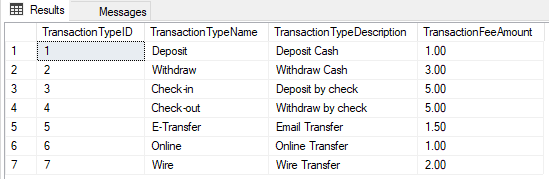 Results Messages
TransactionTypeID TransactionTypeName TransactionTypeDescription TransactionFeeAmount
1 1 Deposit Deposit Cash 1.00
2 2 Withdraw Withdraw Cash 3.00
3 3 Check-in Deposit by check 5.00
4 4 Check-out Withdraw by check 5.00
5 5 E-Transfer Email Transfer 1.50
6 6 Online Online Transfer 1.00
7 7 Wire Wire Transfer 2.00